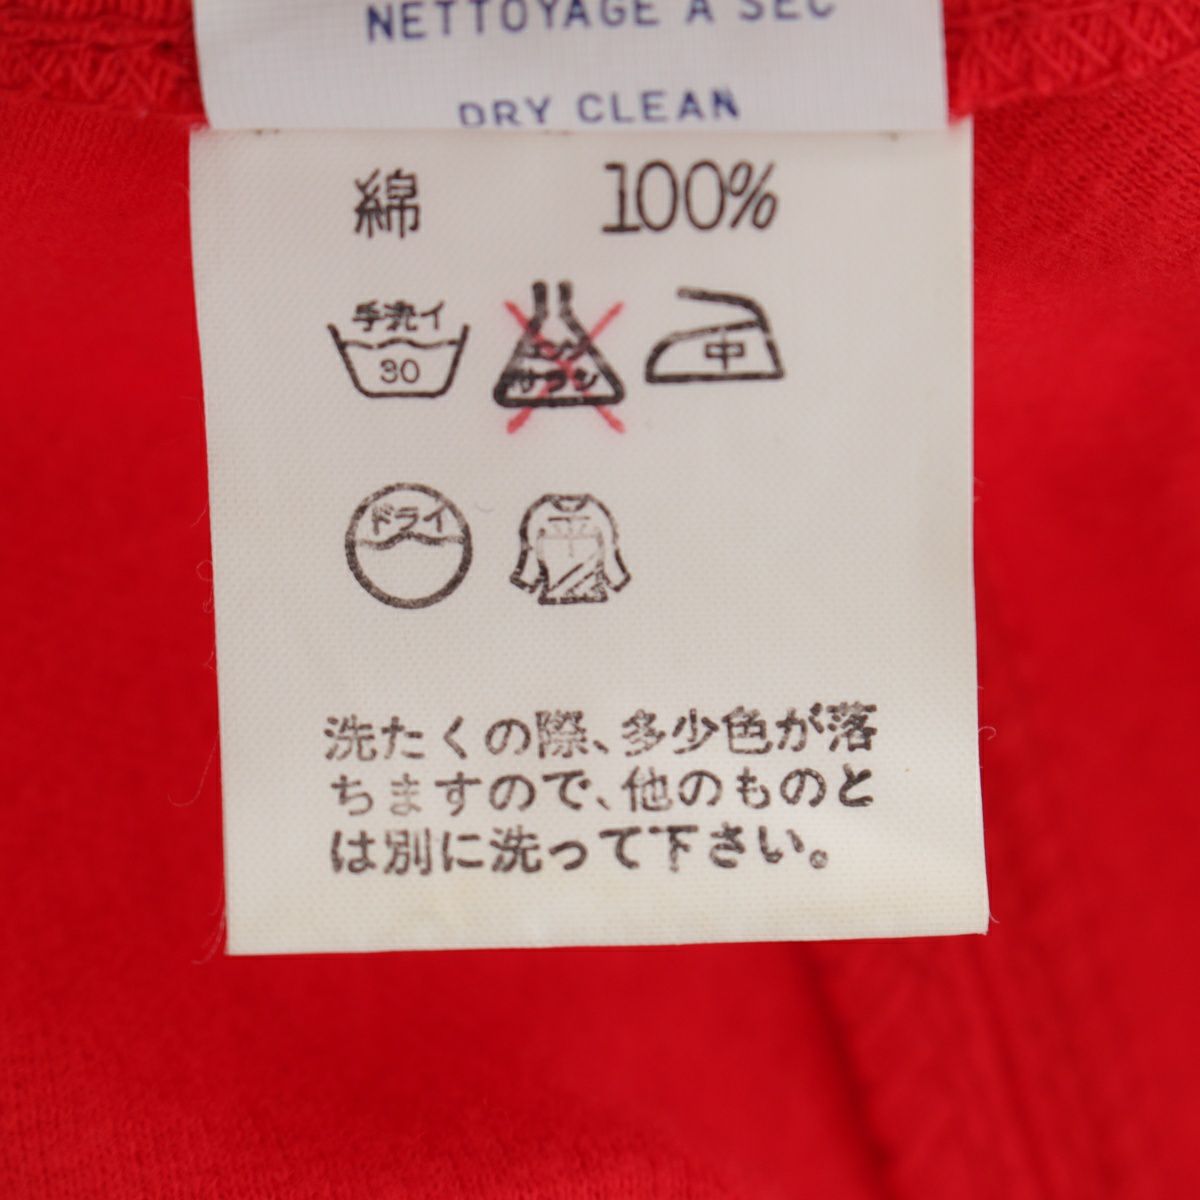 NETTOYAGE A SEC
DRY CLEAN
綿 100%
手洗イ
30
エンソ
サラシ
中
ドライ
平
洗たくの際、多少色が落
ちますので、他のものと
は別に洗って下さい。